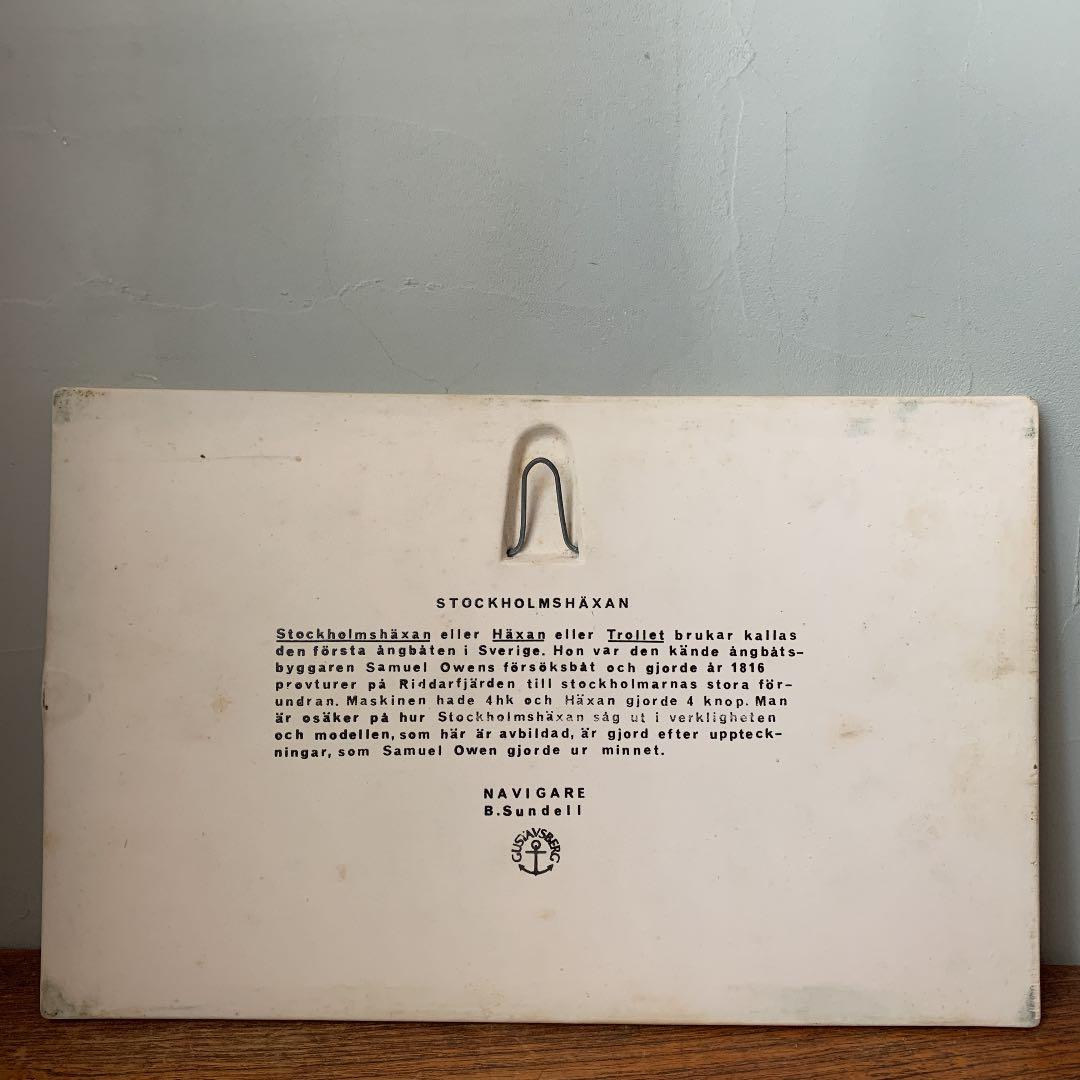 STOCKHOLMSHÄXAN
Stockholmshäxan eller Häxan eller Trollet brukar kallas
den första ångbåten i Sverige. Hon var den kände ångbåts-
byggaren Samuel Owens försöksbåt och gjorde år 1816
provturer på Riddarfjärden till stockholmarnas stora för-
undran. Maskinen hade 4hk och Häxan gjorde 4 knop. Man
är osäker på hur Stockholmshäxan såg ut i verkligheten
och modellen, som här är avbildad, är gjord efter uppteck-
ningar, som Samuel Owen gjorde ur minnet.
NAVIGARE
B.Sundell
GUSTAVSBERG